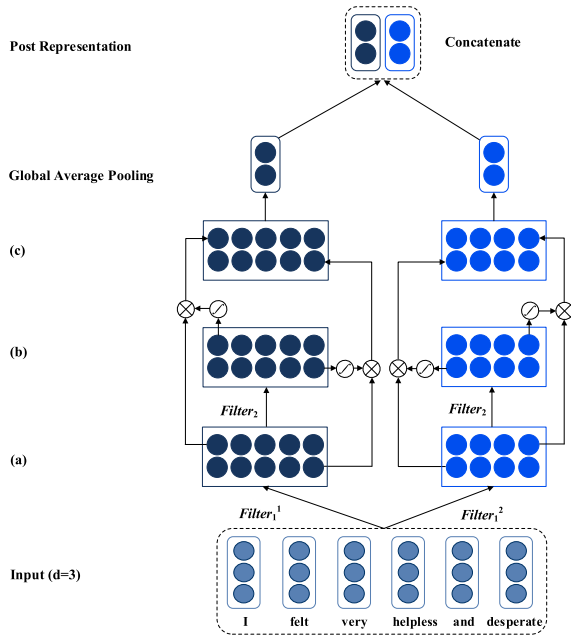 Post Representation
Concatenate
Global Average Pooling
(c)
(b)
Filter₂
Filter₂
(a)
Filter₁¹
Filter₁²
Input (d=3)
I felt very helpless and desperate